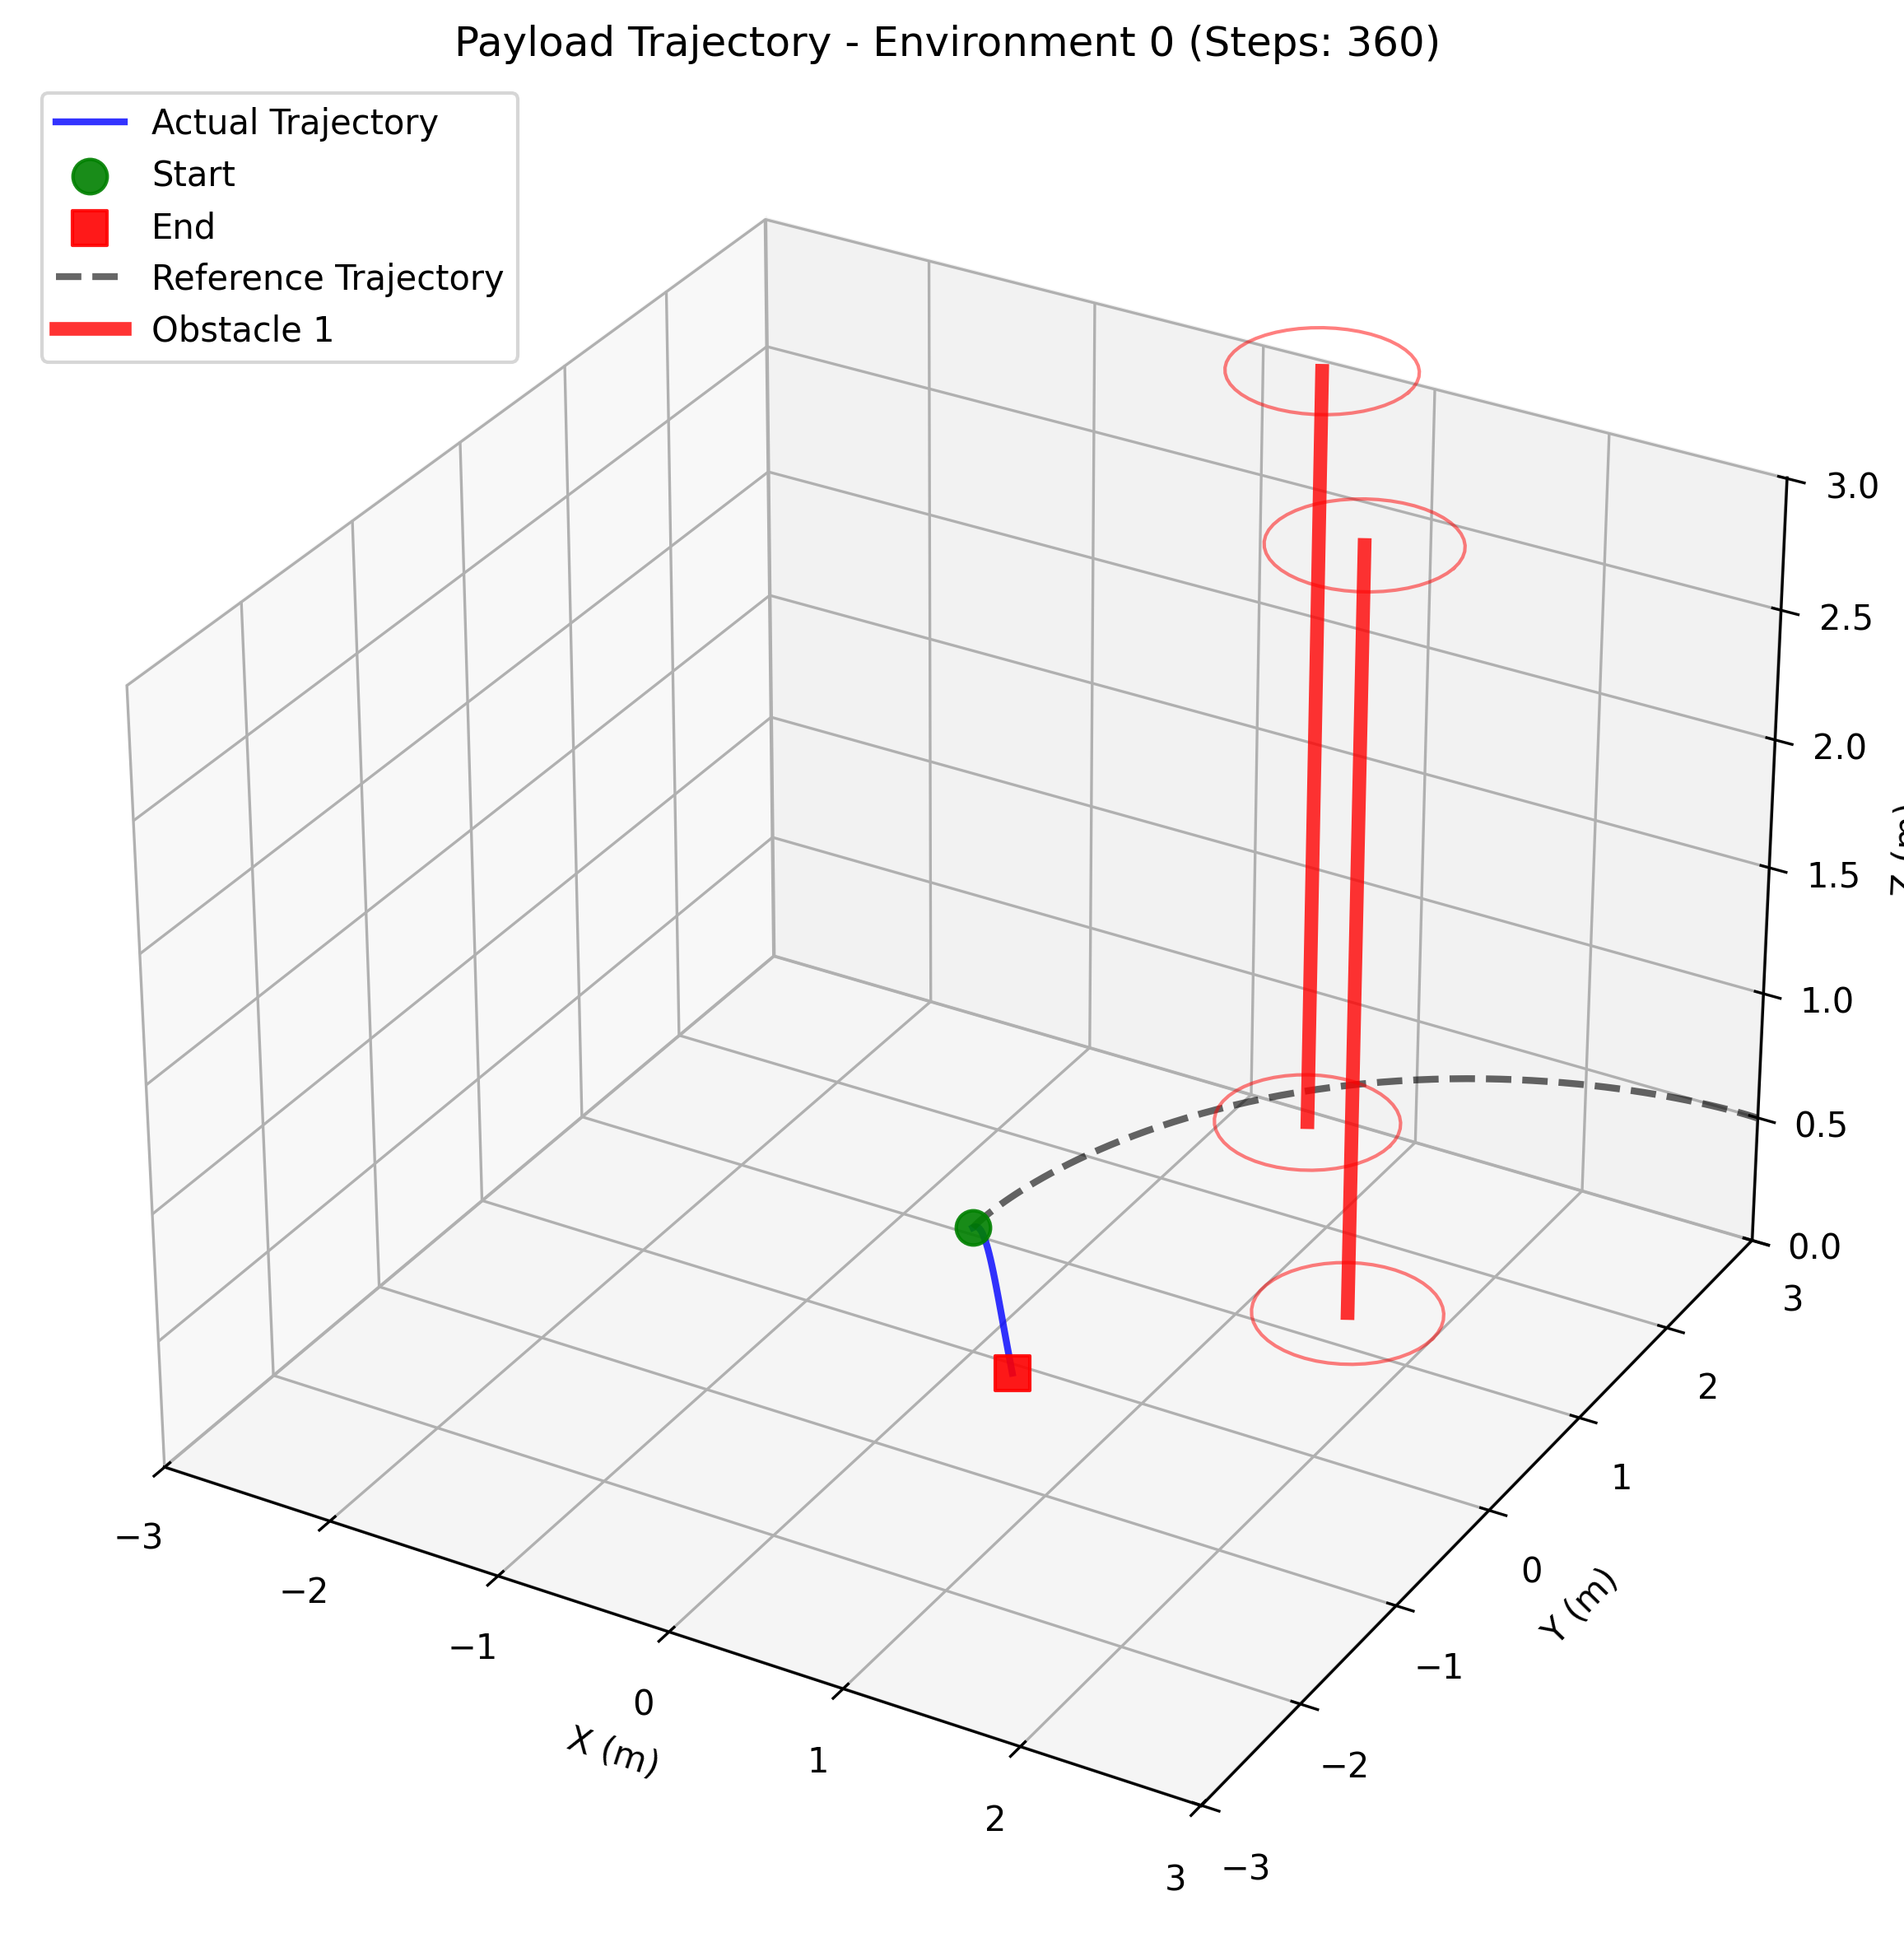 Payload Trajectory - Environment 0 (Steps: 360)
Actual Trajectory
Start
End
Reference Trajectory
Obstacle 1
3.0
2.5
2.0
1.5
1.0
0.5
0.0
3
2
1
0
−1
−2
−3
Y (m)
−3
−2
−1
0
1
2
3
X (m)